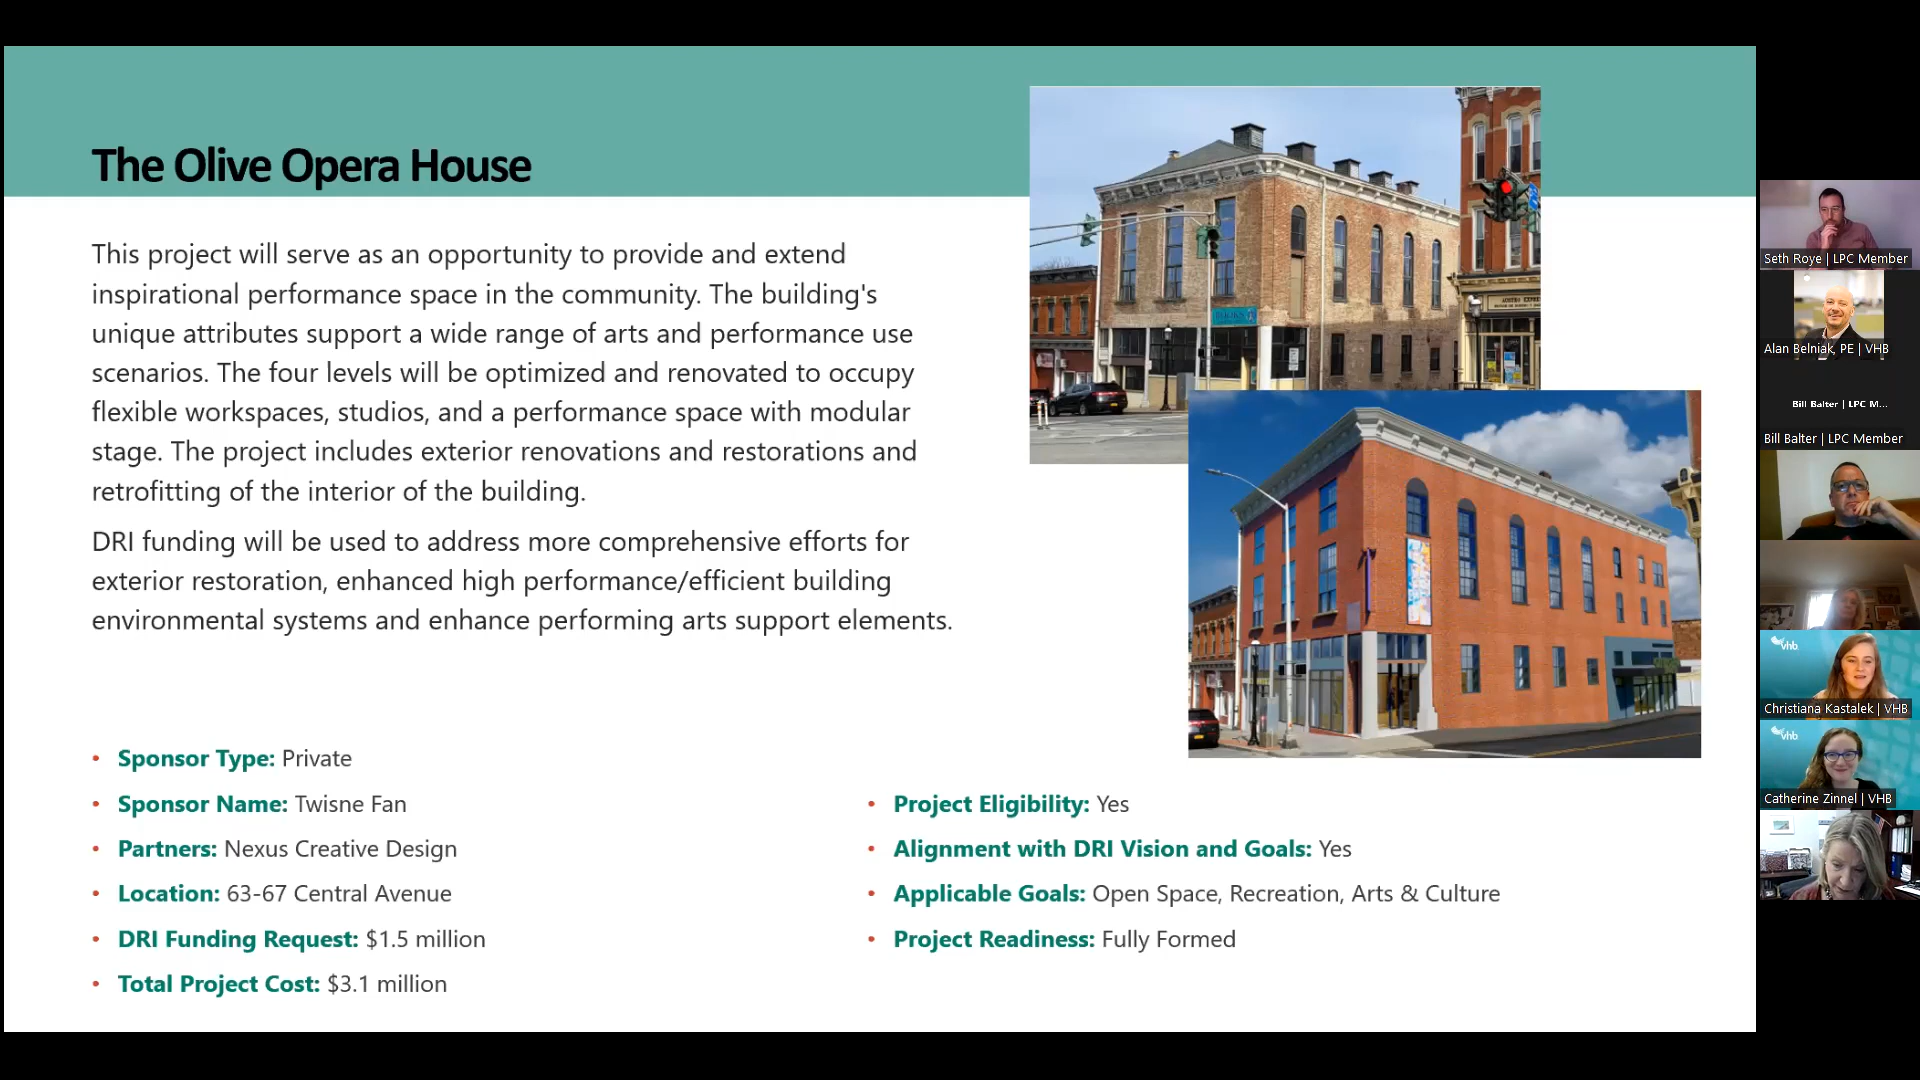 The Olive Opera House
This project will serve as an opportunity to provide and extend
inspirational performance space in the community. The building's
unique attributes support a wide range of arts and performance use
scenarios. The four levels will be optimized and renovated to occupy
flexible workspaces, studios, and a performance space with modular
stage. The project includes exterior renovations and restorations and
retrofitting of the interior of the building.
DRI funding will be used to address more comprehensive efforts for
exterior restoration, enhanced high performance/efficient building
environmental systems and enhance performing arts support elements.
• Sponsor Type: Private
• Sponsor Name: Twisne Fan
• Partners: Nexus Creative Design
• Location: 63-67 Central Avenue
• DRI Funding Request: $1.5 million
• Total Project Cost: $3.1 million
• Project Eligibility: Yes
• Alignment with DRI Vision and Goals: Yes
• Applicable Goals: Open Space, Recreation, Arts & Culture
• Project Readiness: Fully Formed
Seth Roye | LPC Member
Alan Belniak, PE | VHB
Bill Balter | LPC M...
Bill Balter | LPC Member
vhb
Christiana Kastalek | VHB
vhb
Catherine Zinnel | VHB